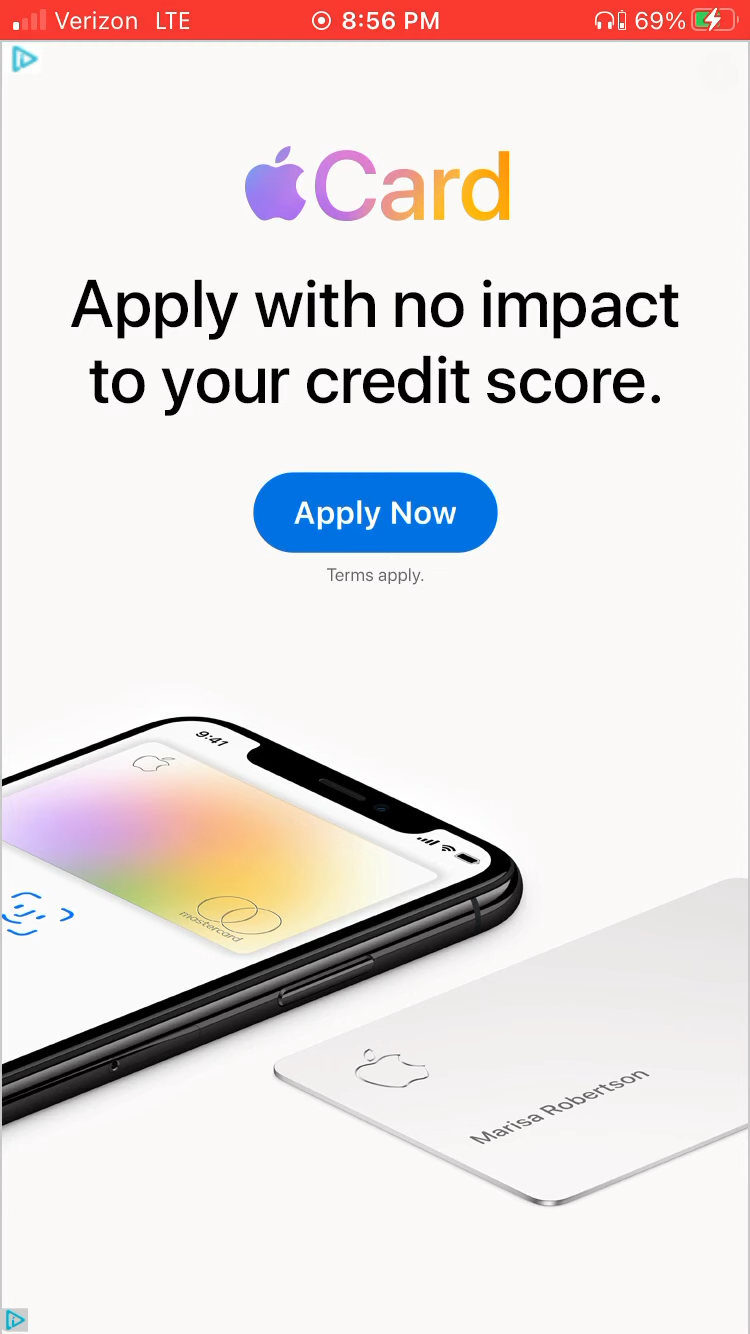 Verizon LTE 8:56 PM 69%
Card
Apply with no impact
to your credit score.
Apply Now
Terms apply.
9:41
mastercard
Marisa Robertson